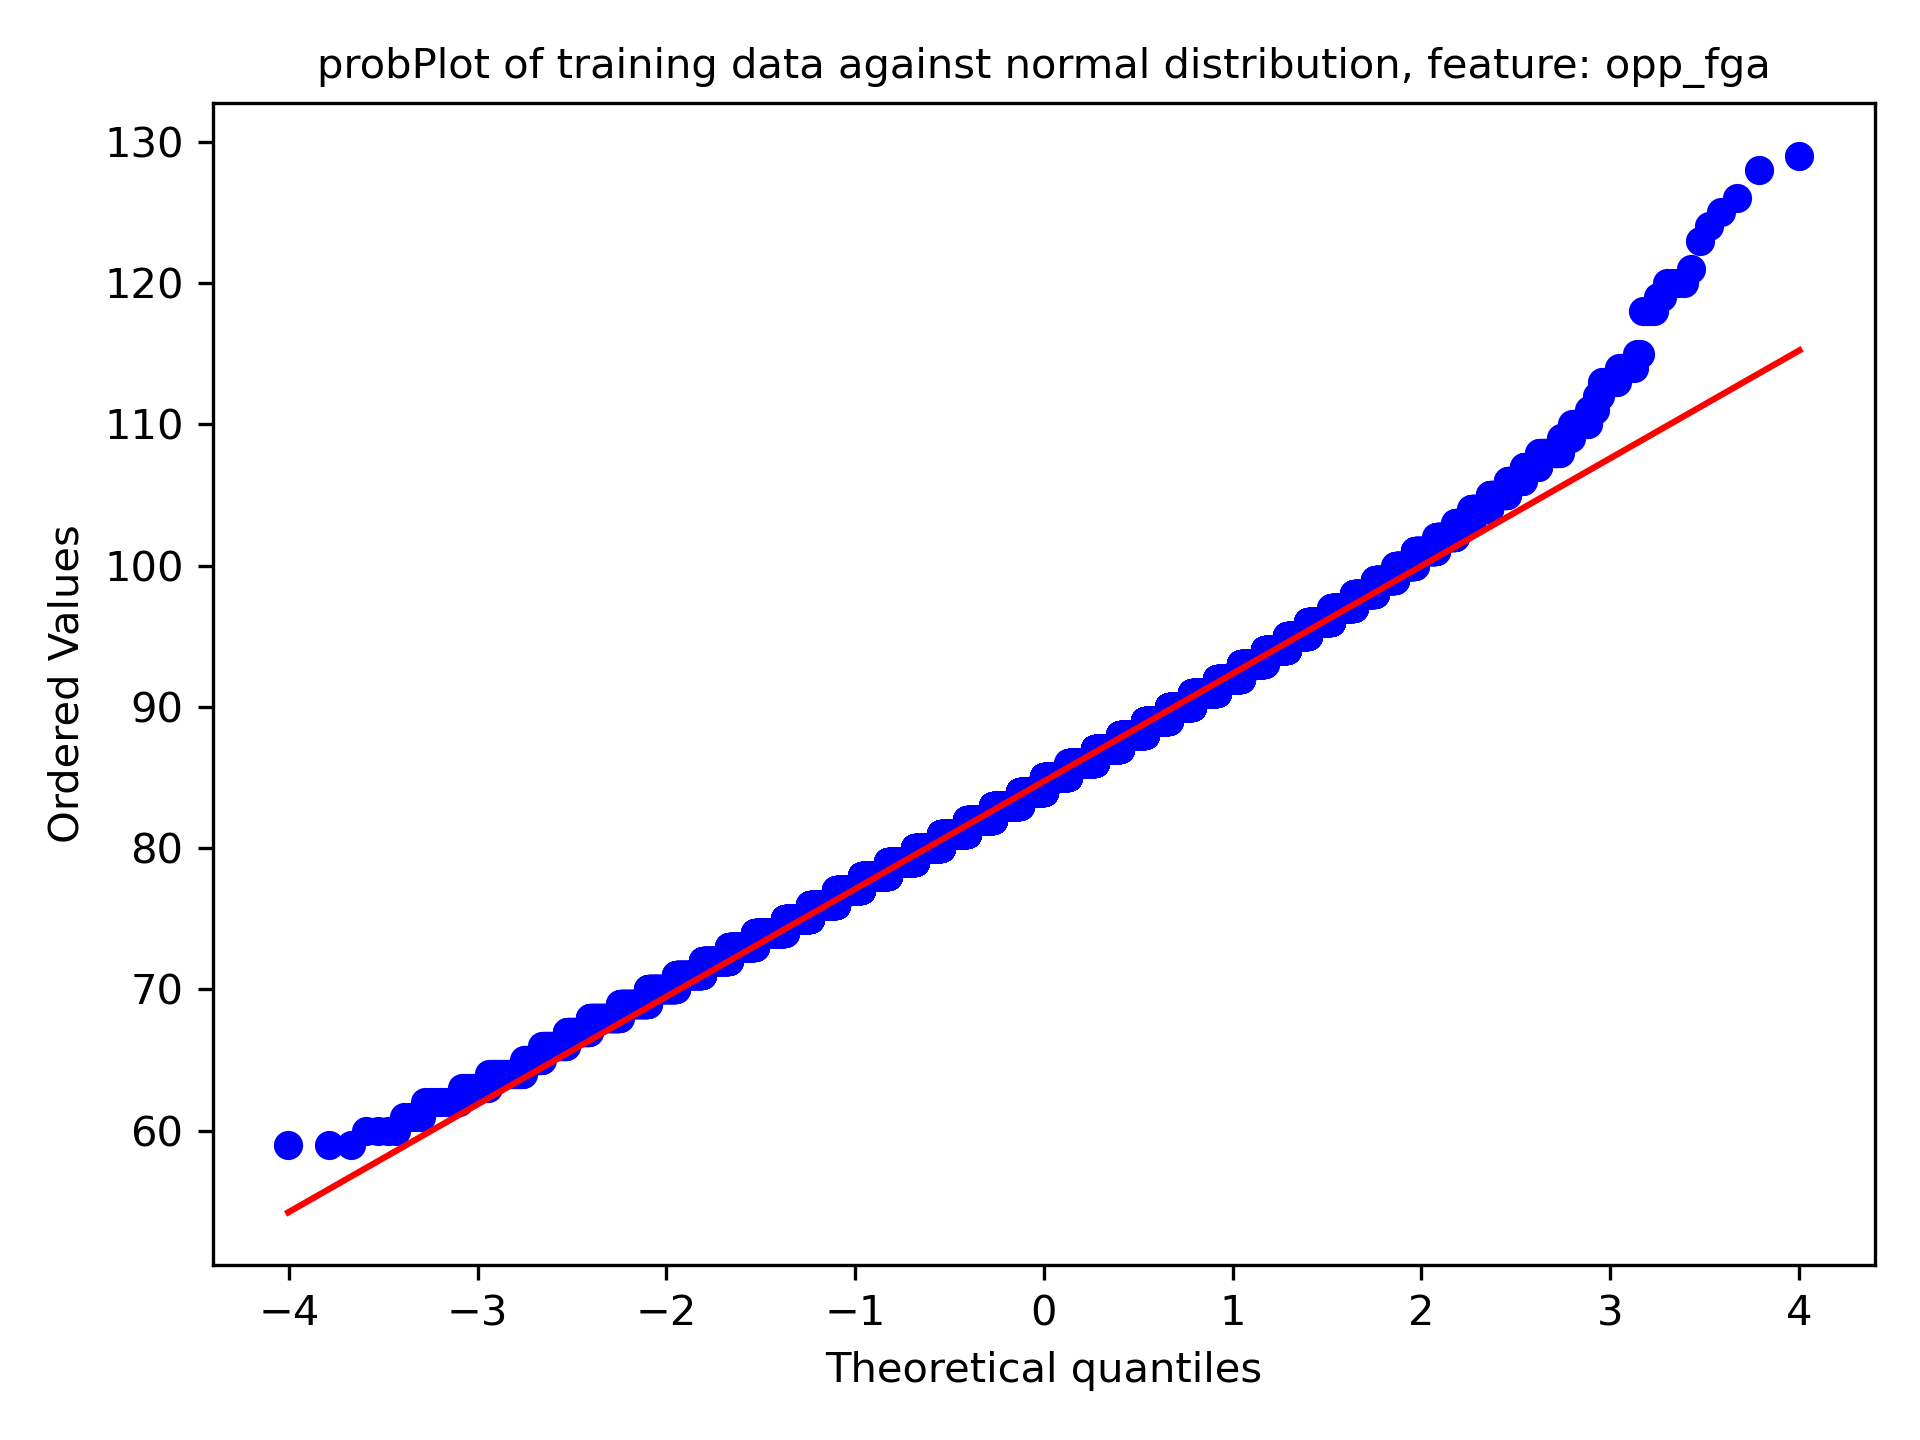 probPlot of training data against normal distribution, feature: opp_fga
130
120
110
100
90
80
70
60
Ordered Values
−4 −3 −2 −1 0 1 2 3 4
Theoretical quantiles